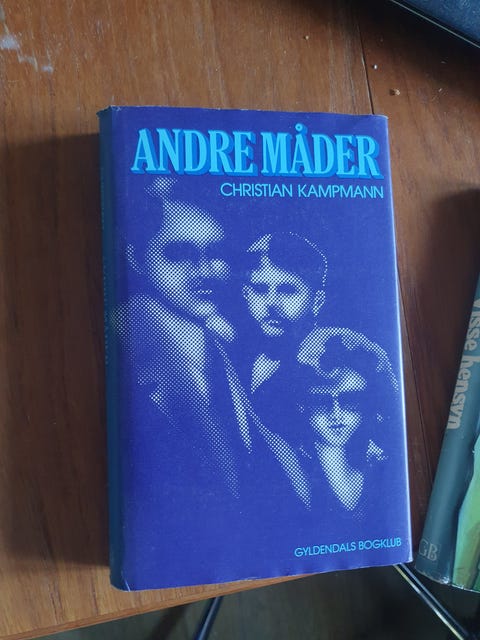 ANDRE MÅDER
CHRISTIAN KAMPMANN
GYLDENDALS BOGKLUB
Visse hensyn
GB